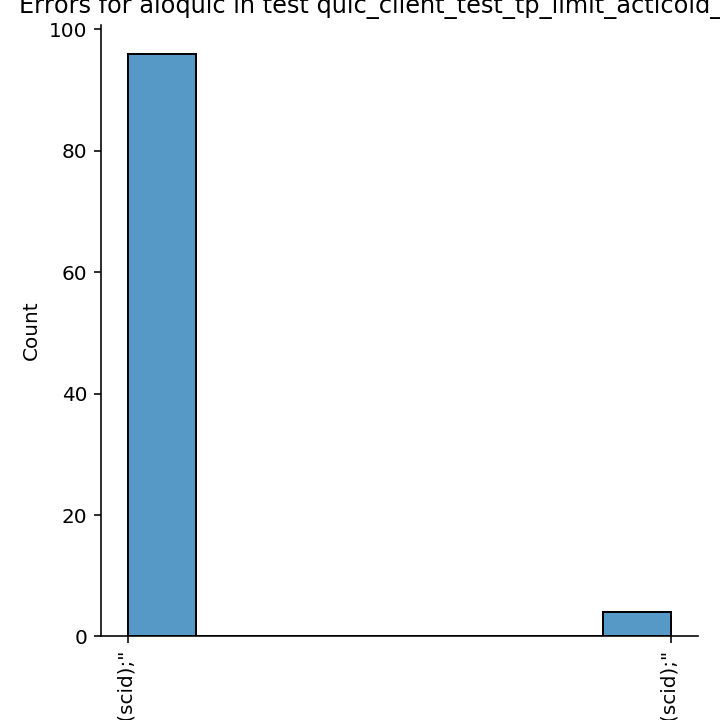 Errors for aioquic in test quic_client_test_tp_limit_acticoid_
100
80
60
40
20
0
Count
(scid);"
(scid);"